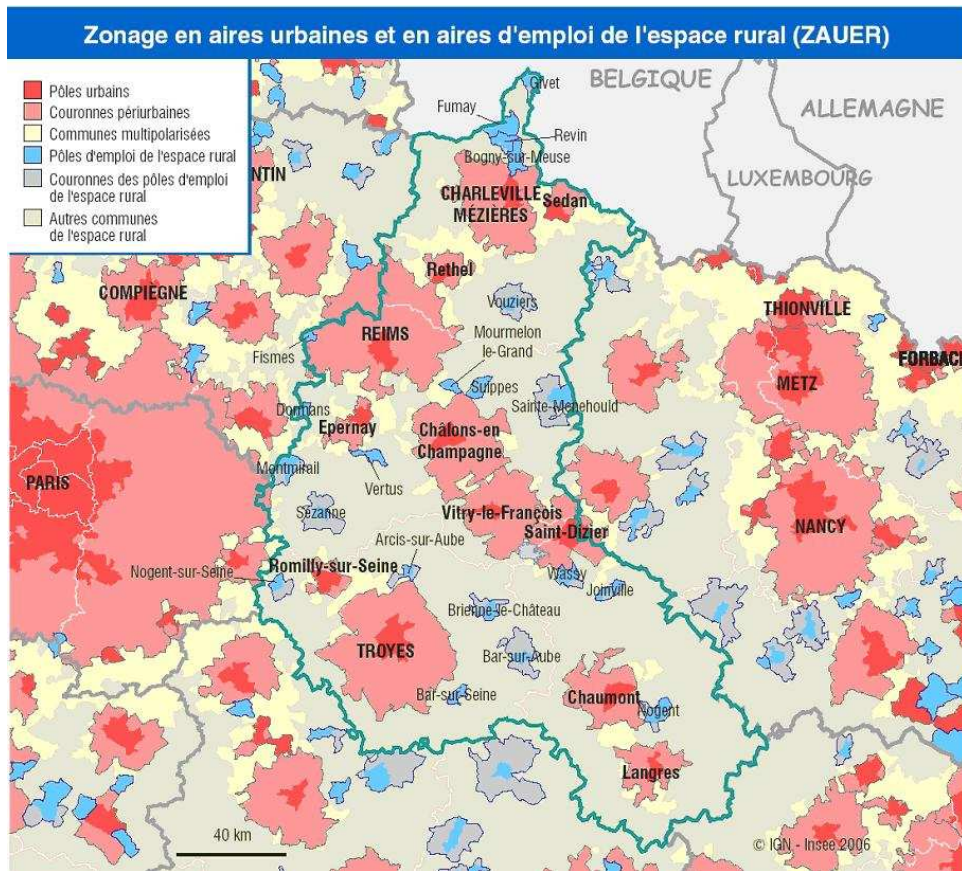 Zonage en aires urbaines et en aires d'emploi de l'espace rural (ZAUER)
Pôles urbains
Couronnes périurbaines
Communes multipolarisées
Pôles d'emploi de l'espace rural
Couronnes des pôles d'emploi
de l'espace rural
Autres communes
de l'espace rural
BELGIQUE
ALLEMAGNE
LUXEMBOURG
Givet
Fumay
Revin
Bogny-sur-Meuse
NTIN
CHARLEVILLE
MÉZIÈRES
Sedan
Rethel
COMPIÈGNE
Vouziers
THIONVILLE
REIMS
Mourmelon
le-Grand
Fismes
FORBACH
METZ
Suippes
Dormans
Sainte-Menehould
Epernay
Châlons-en
Champagne
Montmirail
PARIS
Vertus
Sézanne
Vitry-le-François
Saint-Dizier
NANCY
Arcis-sur-Aube
Nogent-sur-Seine
Romilly-sur-Seine
Wassy
Joinville
Brienne-le-Château
TROYES
Bar-sur-Aube
Bar-sur-Seine
Chaumont
Nogent
Langres
40 km
© IGN - Insee 2006